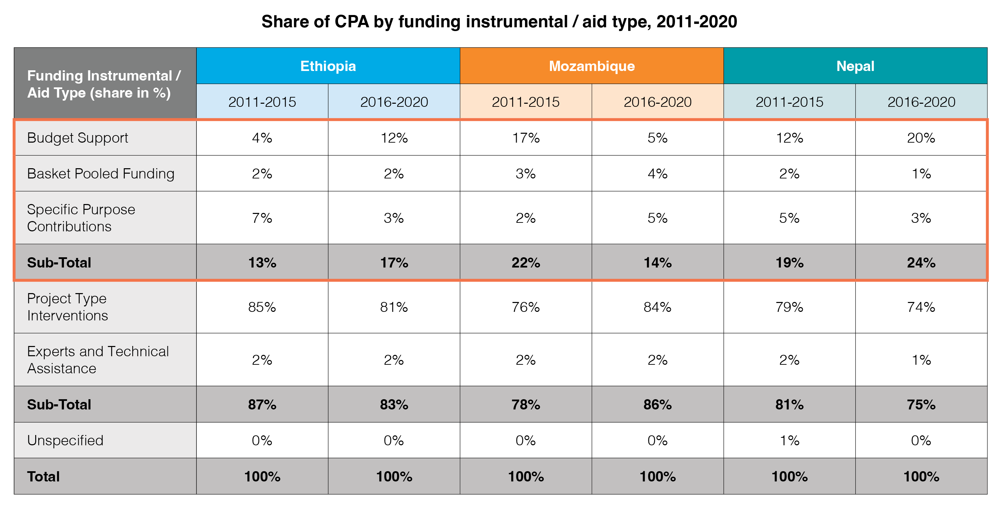 Share of CPA by funding instrumental / aid type, 2011-2020
Funding Instrumental /
Aid Type (share in %)
Ethiopia Mozambique Nepal
2011-2015 2016-2020 2011-2015 2016-2020 2011-2015 2016-2020
Budget Support 4% 12% 17% 5% 12% 20%
Basket Pooled Funding 2% 2% 3% 4% 2% 1%
Specific Purpose
Contributions 7% 3% 2% 5% 5% 3%
Sub-Total 13% 17% 22% 14% 19% 24%
Project Type
Interventions 85% 81% 76% 84% 79% 74%
Experts and Technical
Assistance 2% 2% 2% 2% 2% 1%
Sub-Total 87% 83% 78% 86% 81% 75%
Unspecified 0% 0% 0% 0% 1% 0%
Total 100% 100% 100% 100% 100% 100%